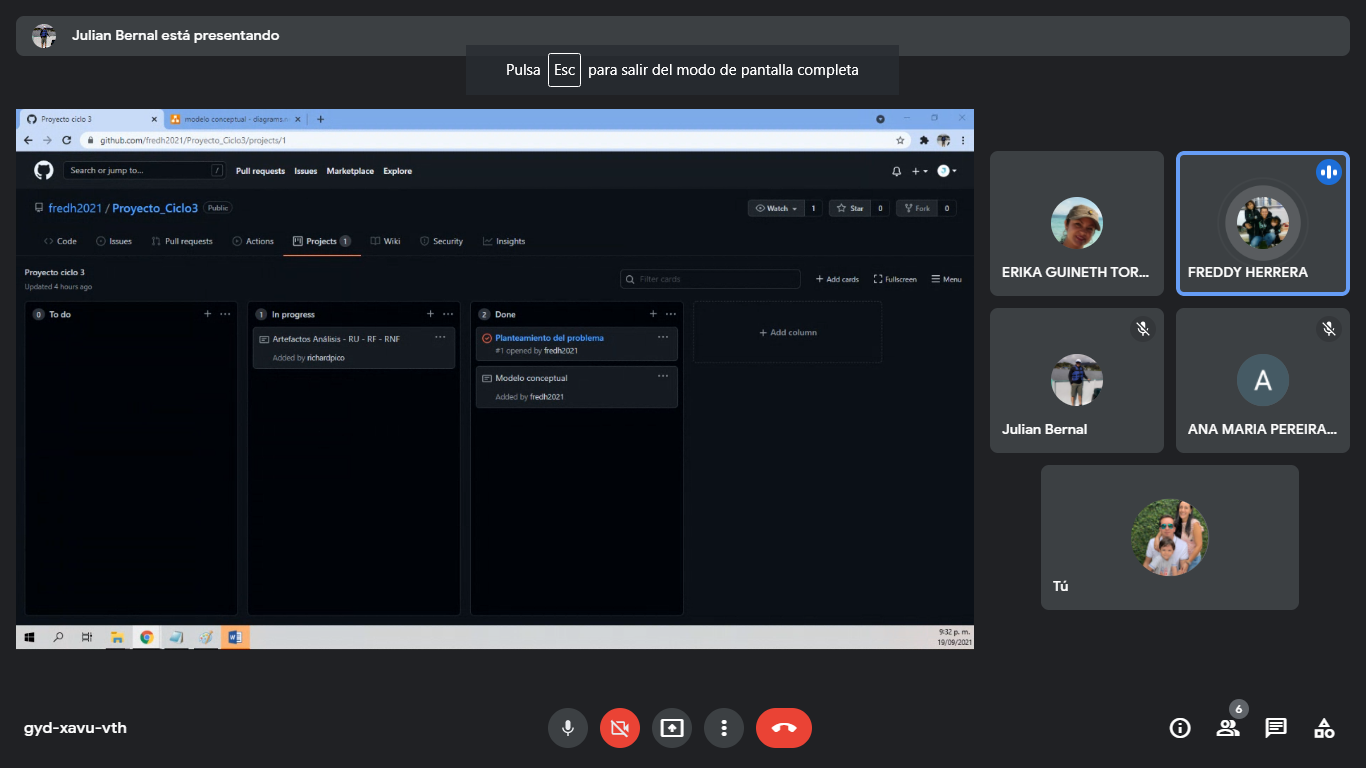 Julian Bernal está presentando
Pulsa Esc para salir del modo de pantalla completa
Proyecto ciclo 3
modelo conceptual - diagrams.n
github.com/fredh2021/Proyecto_Ciclo3/projects/1
Search or jump to... /
Pull requests Issues Marketplace Explore
fredh2021 / Proyecto_Ciclo3 Public
Watch 1 Star 0 Fork 0
Code Issues Pull requests Actions Projects 1 Wiki Security Insights
Proyecto ciclo 3
Updated 4 hours ago
Filter cards
Add cards Fullscreen Menu
0 To do
1 In progress
Artefactos Análisis - RU - RF - RNF
Added by richardpico
2 Done
Planteamiento del problema
#1 opened by fredh2021
Modelo conceptual
Added by fredh2021
Add column
9:32 p. m.
19/09/2021
ERIKA GUINETH TOR...
FREDDY HERRERA
Julian Bernal
A
ANA MARIA PEREIRA...
Tú
gyd-xavu-vth
6